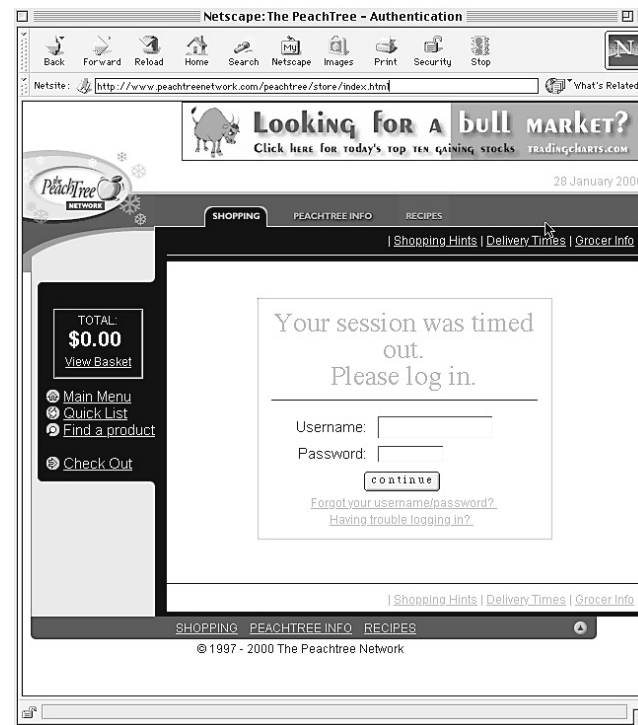 Netscape: The PeachTree - Authentication
Back Forward Reload Home Search Netscape Images Print Security Stop
N
Netsite: http://www.peachtreenetwork.com/peachtree/store/index.html What's Related
Looking for a bull market?
Click here for today's top ten gaining stocks tradingcharts.com
the PeachTree
NETWORK
28 January 200
SHOPPING PEACHTREE INFO RECIPES
| Shopping Hints | Delivery Times | Grocer Info
TOTAL:
$0.00
View Basket
Main Menu
Quick List
Find a product
Check Out
Your session was timed
out.
Please log in.
Username:
Password:
continue
Forgot your username/password?
Having trouble logging in?
| Shopping Hints | Delivery Times | Grocer Info
SHOPPING PEACHTREE INFO RECIPES
© 1997 - 2000 The Peachtree Network